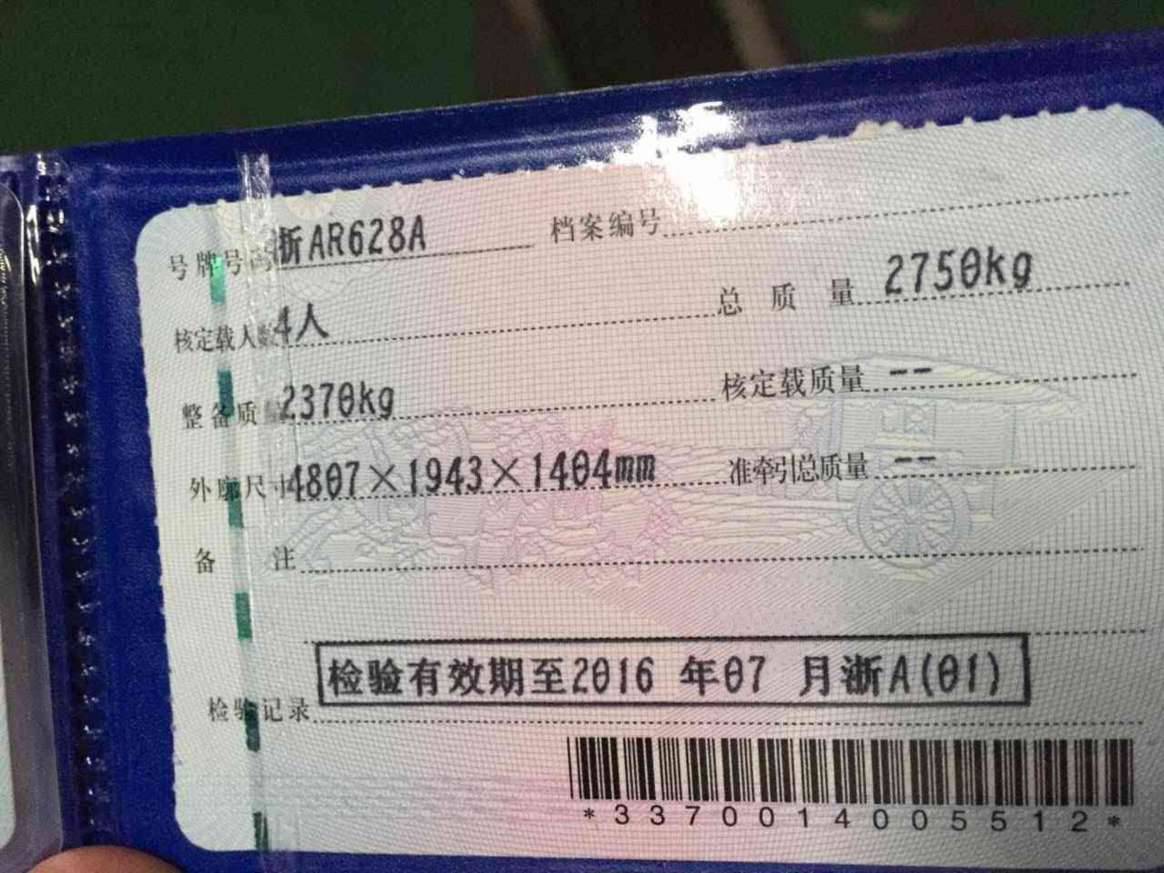 号牌号码 浙AR628A 档案编号
核定载人数 4人 总质量 2750kg
整备质量 2370kg 核定载质量 --
外廓尺寸 4807×1943×1404mm 准牵引总质量 --
备注
检验记录 检验有效期至2016 年07 月浙A(01)
*3370014005512*